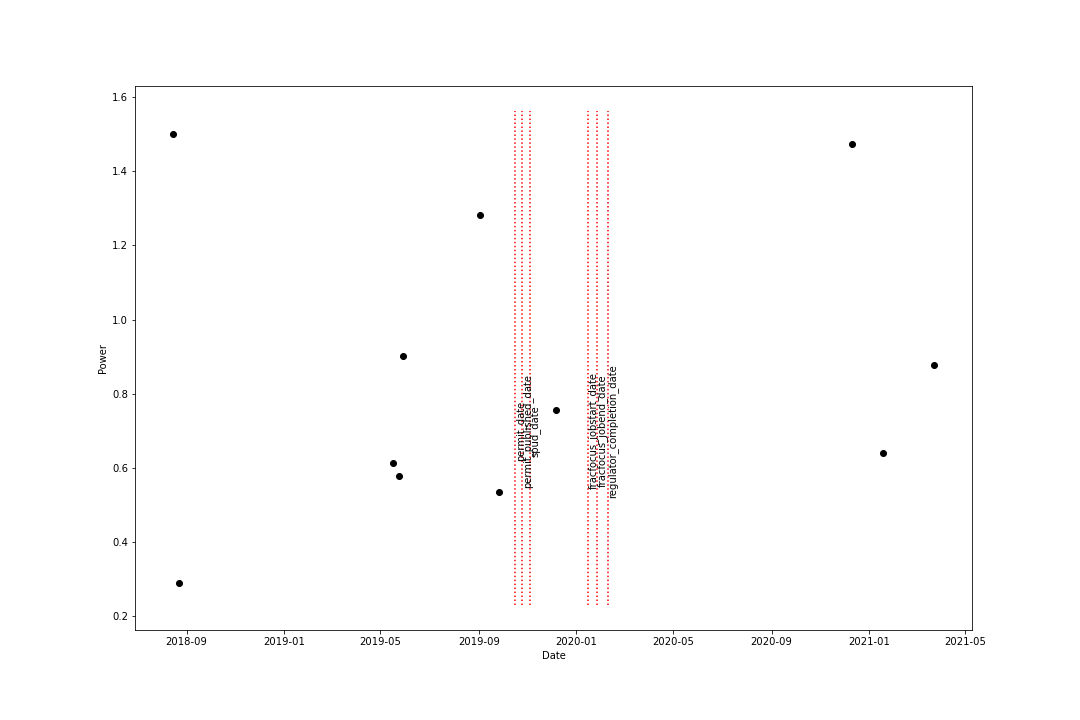 1.6
1.4
1.2
1.0
0.8
0.6
0.4
0.2
Power
permit_date
permit_published_date
spud_date
fracfocus_jobstart_date
fracfocus_jobend_date
regulator_completion_date
2018-09 2019-01 2019-05 2019-09 2020-01 2020-05 2020-09 2021-01 2021-05
Date